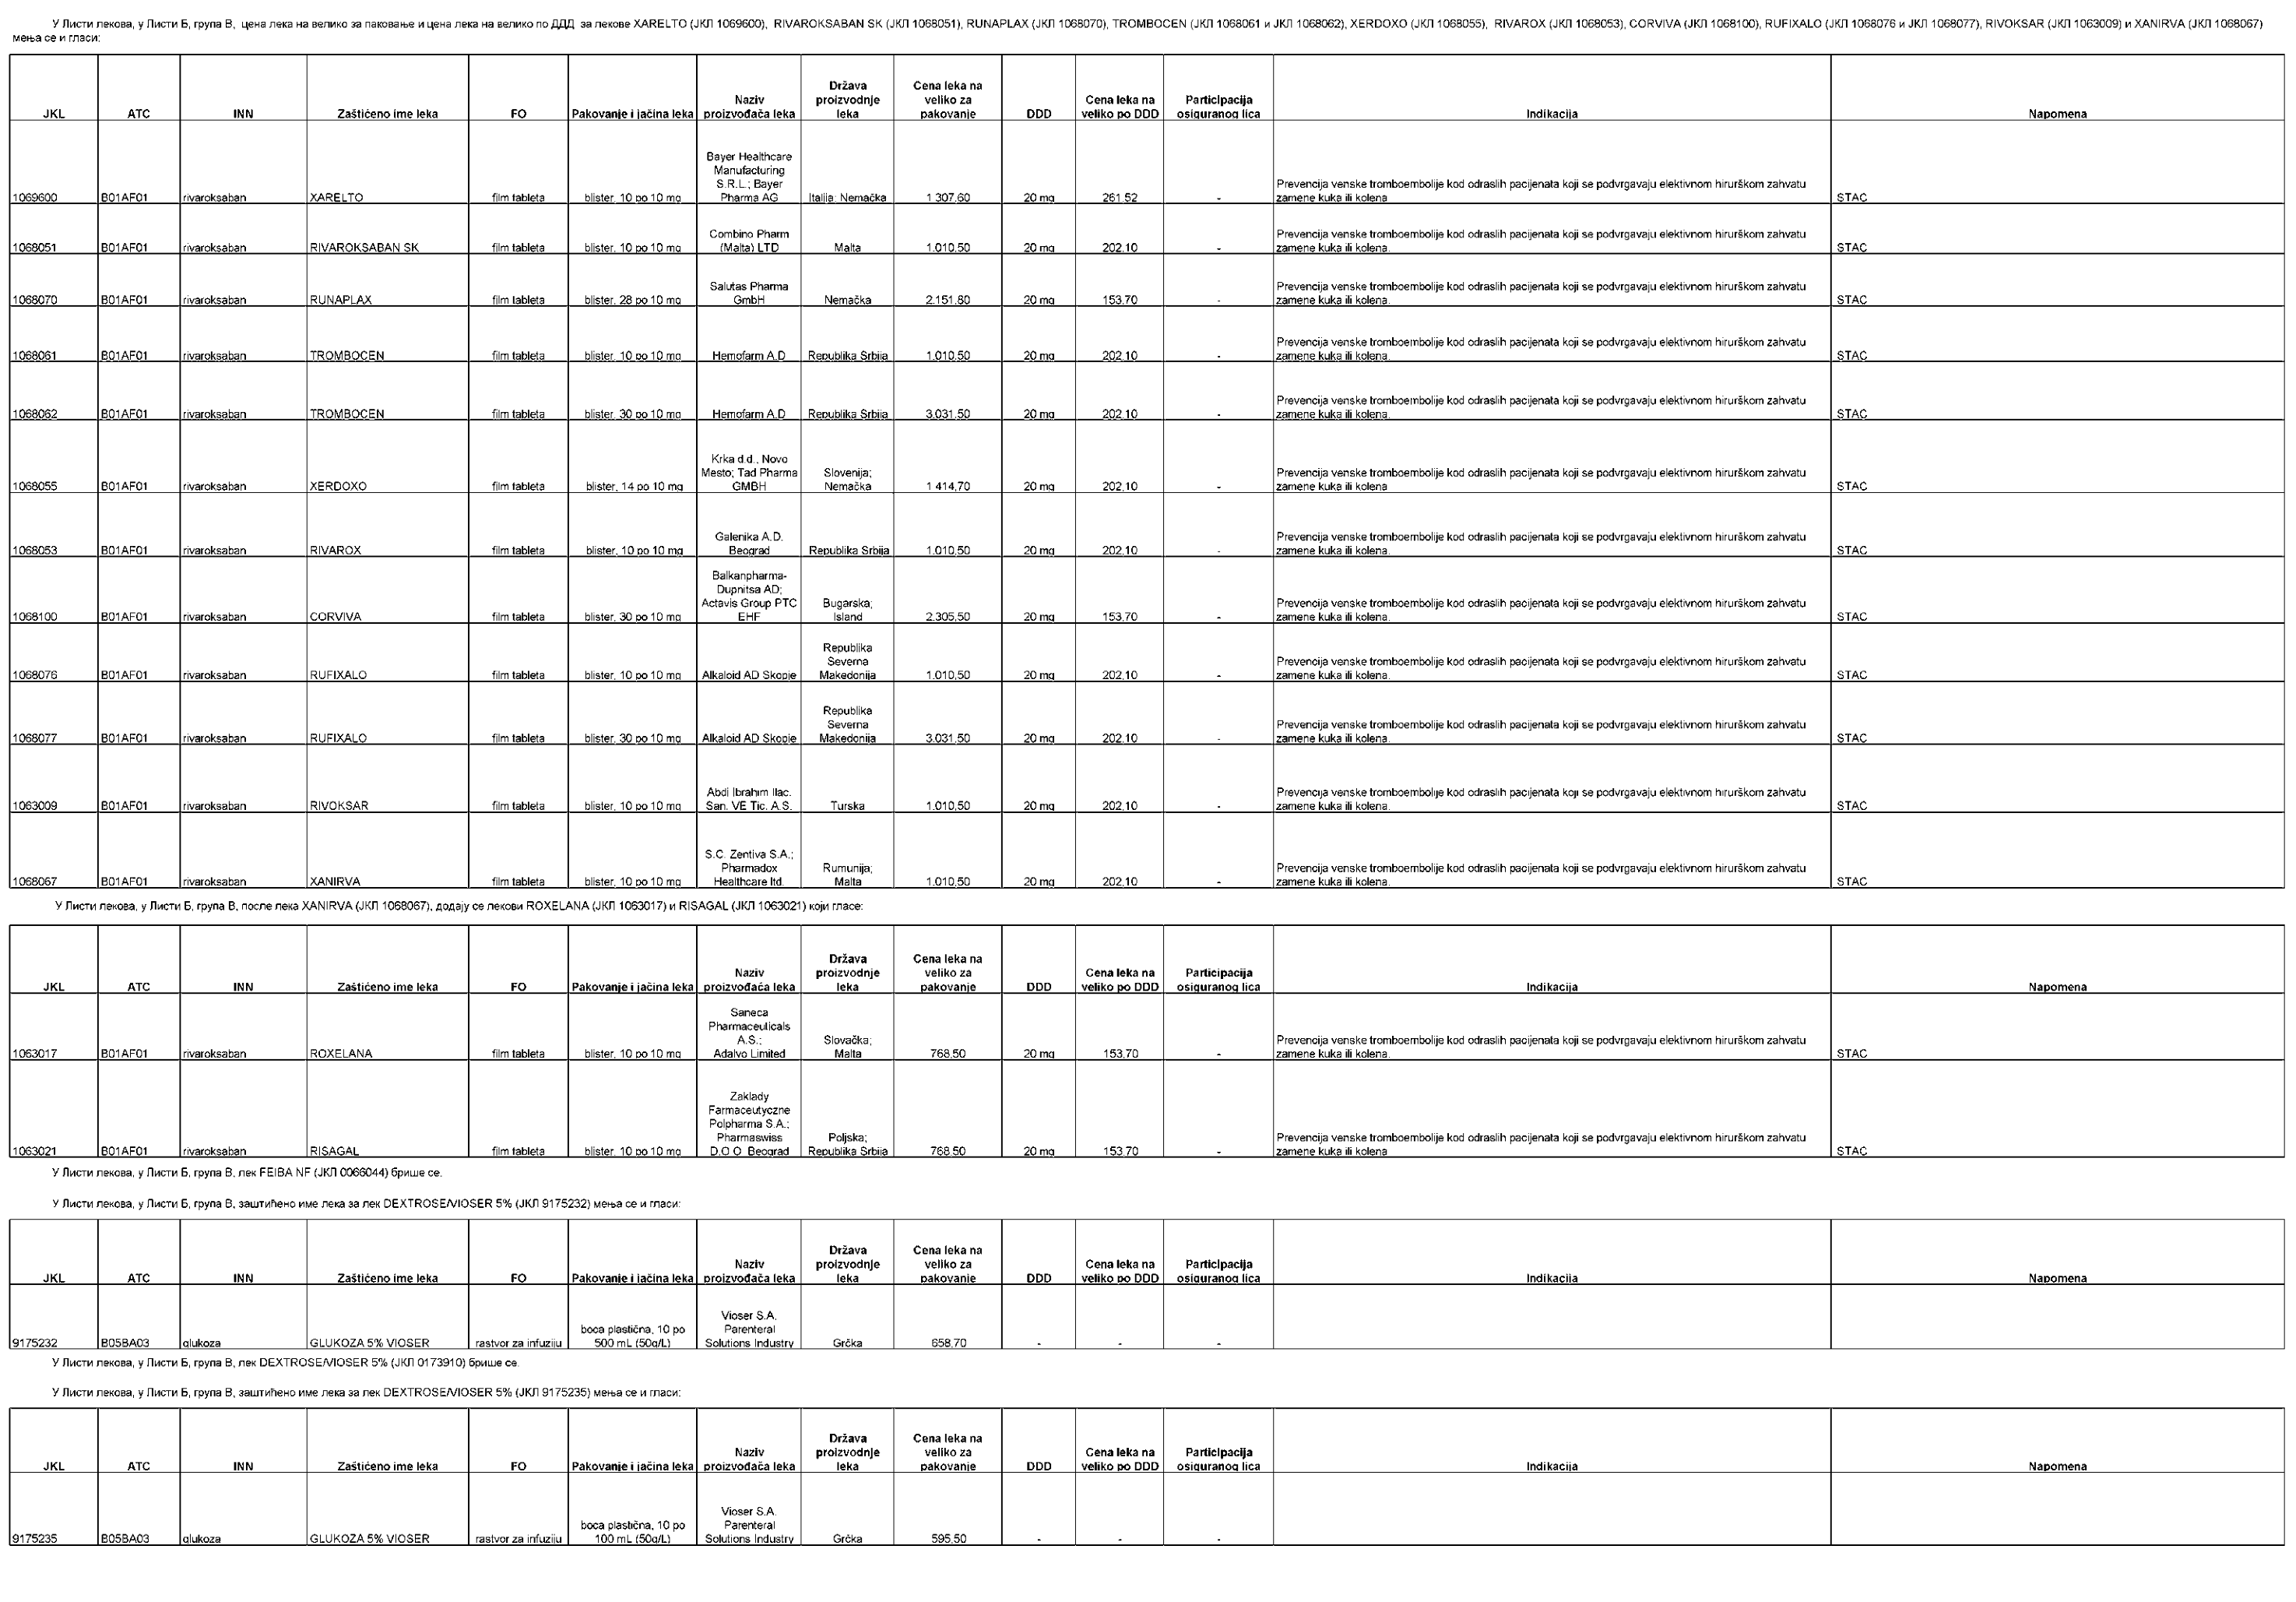 У Листи лекова, у Листи Б, група В, цена лека на велико за паковање и цена лека на велико по ДДД за лекове XARELTO (ЈКЛ 1069600), RIVAROKSABAN SK (ЈКЛ 1068051), RUNAPLAX (ЈКЛ 1068070), TROMBOCEN (ЈКЛ 1068061 и ЈКЛ 1068062), XERDOXO (ЈКЛ 1068055), RIVAROX (ЈКЛ 1068053), CORVIVA (ЈКЛ 1068100), RUFIXALO (ЈКЛ 1068076 и ЈКЛ 1068077), RIVOKSAR (ЈКЛ 1063009) и XANIRVA (ЈКЛ 1068067)
мења се и гласи:
JKL ATC INN Zaštićeno ime leka FO Pakovanje i jačina leka Naziv proizvođača leka Država proizvodnje leka Cena leka na veliko za pakovanje DDD Cena leka na veliko po DDD Participacija osiguranog lica Indikacija Napomena
1069600 B01AF01 rivaroksaban XARELTO film tableta blister, 10 po 10 mg Bayer Healthcare Manufacturing S.R.L.; Bayer Pharma AG Italija; Nemačka 1.307,60 20 mg 261,52 - Prevencija venske tromboembolije kod odraslih pacijenata koji se podvrgavaju elektivnom hirurškom zahvatu zamene kuka ili kolena STAC
1068051 B01AF01 rivaroksaban RIVAROKSABAN SK film tableta blister, 10 po 10 mg Combino Pharm (Malta) LTD Malta 1.010,50 20 mg 202,10 - Prevencija venske tromboembolije kod odraslih pacijenata koji se podvrgavaju elektivnom hirurškom zahvatu zamene kuka ili kolena. STAC
1068070 B01AF01 rivaroksaban RUNAPLAX film tableta blister, 28 po 10 mg Salutas Pharma GmbH Nemačka 2.151,80 20 mg 153,70 - Prevencija venske tromboembolije kod odraslih pacijenata koji se podvrgavaju elektivnom hirurškom zahvatu zamene kuka ili kolena. STAC
1068061 B01AF01 rivaroksaban TROMBOCEN film tableta blister, 10 po 10 mg Hemofarm A.D Republika Srbija 1.010,50 20 mg 202,10 - Prevencija venske tromboembolije kod odraslih pacijenata koji se podvrgavaju elektivnom hirurškom zahvatu zamene kuka ili kolena. STAC
1068062 B01AF01 rivaroksaban TROMBOCEN film tableta blister, 30 po 10 mg Hemofarm A.D Republika Srbija 3.031,50 20 mg 202,10 - Prevencija venske tromboembolije kod odraslih pacijenata koji se podvrgavaju elektivnom hirurškom zahvatu zamene kuka ili kolena. STAC
1068055 B01AF01 rivaroksaban XERDOXO film tableta blister, 14 po 10 mg Krka d.d., Novo Mesto; Tad Pharma GMBH Slovenija; Nemačka 1.414,70 20 mg 202,10 - Prevencija venske tromboembolije kod odraslih pacijenata koji se podvrgavaju elektivnom hirurškom zahvatu zamene kuka ili kolena STAC
1068053 B01AF01 rivaroksaban RIVAROX film tableta blister, 10 po 10 mg Galenika A.D. Beograd Republika Srbija 1.010,50 20 mg 202,10 - Prevencija venske tromboembolije kod odraslih pacijenata koji se podvrgavaju elektivnom hirurškom zahvatu zamene kuka ili kolena. STAC
1068100 B01AF01 rivaroksaban CORVIVA film tableta blister, 30 po 10 mg Balkanpharma-Dupnitsa AD; Actavis Group PTC EHF Bugarska; Island 2.305,50 20 mg 153,70 - Prevencija venske tromboembolije kod odraslih pacijenata koji se podvrgavaju elektivnom hirurškom zahvatu zamene kuka ili kolena. STAC
1068076 B01AF01 rivaroksaban RUFIXALO film tableta blister, 10 po 10 mg Alkaloid AD Skopje Republika Severna Makedonija 1.010,50 20 mg 202,10 - Prevencija venske tromboembolije kod odraslih pacijenata koji se podvrgavaju elektivnom hirurškom zahvatu zamene kuka ili kolena. STAC
1068077 B01AF01 rivaroksaban RUFIXALO film tableta blister, 30 po 10 mg Alkaloid AD Skopje Republika Severna Makedonija 3.031,50 20 mg 202,10 - Prevencija venske tromboembolije kod odraslih pacijenata koji se podvrgavaju elektivnom hirurškom zahvatu zamene kuka ili kolena. STAC
1063009 B01AF01 rivaroksaban RIVOKSAR film tableta blister, 10 po 10 mg Abdi Ibrahim Ilac. San. VE Tic. A.S. Turska 1.010,50 20 mg 202,10 - Prevencija venske tromboembolije kod odraslih pacijenata koji se podvrgavaju elektivnom hirurškom zahvatu zamene kuka ili kolena. STAC
1068067 B01AF01 rivaroksaban XANIRVA film tableta blister, 10 po 10 mg S.C. Zentiva S.A.; Pharmadox Healthcare ltd. Rumunija; Malta 1.010,50 20 mg 202,10 - Prevencija venske tromboembolije kod odraslih pacijenata koji se podvrgavaju elektivnom hirurškom zahvatu zamene kuka ili kolena. STAC
У Листи лекова, у Листи Б, група В, после лека XANIRVA (ЈКЛ 1068067), додају се лекови ROXELANA (ЈКЛ 1063017) и RISAGAL (ЈКЛ 1063021) који гласе:
JKL ATC INN Zaštićeno ime leka FO Pakovanje i jačina leka Naziv proizvođača leka Država proizvodnje leka Cena leka na veliko za pakovanje DDD Cena leka na veliko po DDD Participacija osiguranog lica Indikacija Napomena
1063017 B01AF01 rivaroksaban ROXELANA film tableta blister, 10 po 10 mg Saneca Pharmaceuticals A.S.; Adalvo Limited Slovačka; Malta 768,50 20 mg 153,70 - Prevencija venske tromboembolije kod odraslih pacijenata koji se podvrgavaju elektivnom hirurškom zahvatu zamene kuka ili kolena. STAC
1063021 B01AF01 rivaroksaban RISAGAL film tableta blister, 10 po 10 mg Zaklady Farmaceutyczne Polpharma S.A.; Pharmaswiss D.O.O. Beograd Poljska; Republika Srbija 768,50 20 mg 153,70 - Prevencija venske tromboembolije kod odraslih pacijenata koji se podvrgavaju elektivnom hirurškom zahvatu zamene kuka ili kolena STAC
У Листи лекова, у Листи Б, група В, лек FEIBA NF (ЈКЛ 0066044) брише се.
У Листи лекова, у Листи Б, група В, заштићено име лека за лек DEXTROSE/VIOSER 5% (ЈКЛ 9175232) мења се и гласи:
JKL ATC INN Zaštićeno ime leka FO Pakovanje i jačina leka Naziv proizvođača leka Država proizvodnje leka Cena leka na veliko za pakovanje DDD Cena leka na veliko po DDD Participacija osiguranog lica Indikacija Napomena
9175232 B05BA03 glukoza GLUKOZA 5% VIOSER rastvor za infuziju boca plastična, 10 po 500 mL (50g/L) Vioser S.A. Parenteral Solutions Industry Grčka 658,70 - - -
У Листи лекова, у Листи Б, група В, лек DEXTROSE/VIOSER 5% (ЈКЛ 0173910) брише се.
У Листи лекова, у Листи Б, група В, заштићено име лека за лек DEXTROSE/VIOSER 5% (ЈКЛ 9175235) мења се и гласи:
JKL ATC INN Zaštićeno ime leka FO Pakovanje i jačina leka Naziv proizvođača leka Država proizvodnje leka Cena leka na veliko za pakovanje DDD Cena leka na veliko po DDD Participacija osiguranog lica Indikacija Napomena
9175235 B05BA03 glukoza GLUKOZA 5% VIOSER rastvor za infuziju boca plastična, 10 po 100 mL (50g/L) Vioser S.A. Parenteral Solutions Industry Grčka 595,50 - - -